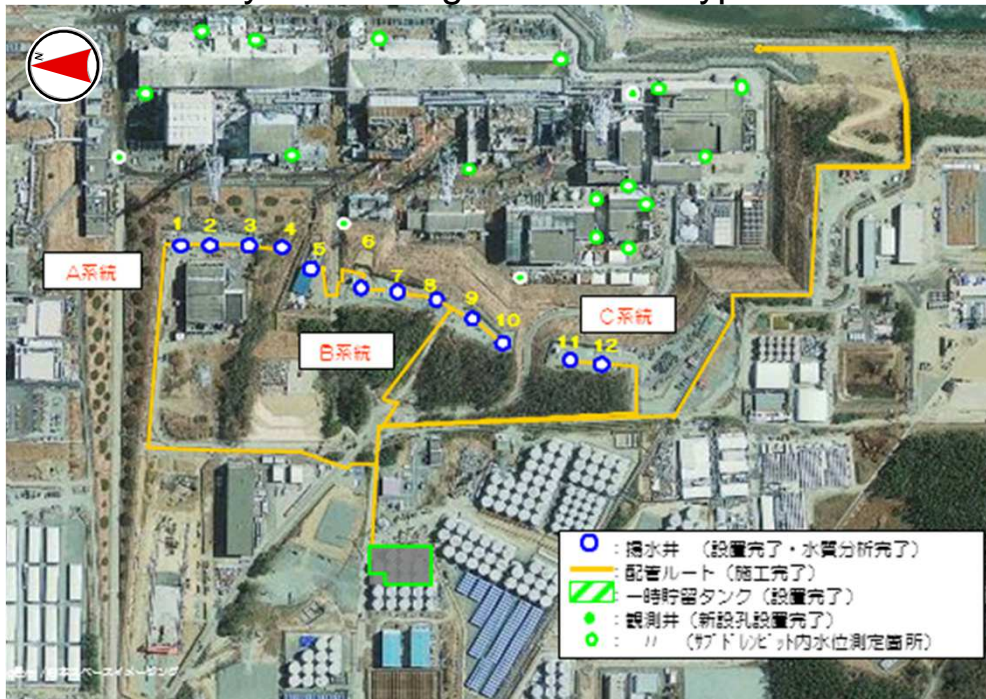 N
1 2 3 4
5 6
7
8
9
10
11 12
A系統
B系統
C系統
：揚水井 （設置完了・水質分析完了）
：配管ルート（施工完了）
：一時貯留タンク（設置完了）
：観測井（新設孔設置完了）
： 〃 （ｻﾌﾞﾄﾞﾚﾝﾋﾟｯﾄ内水位測定箇所）